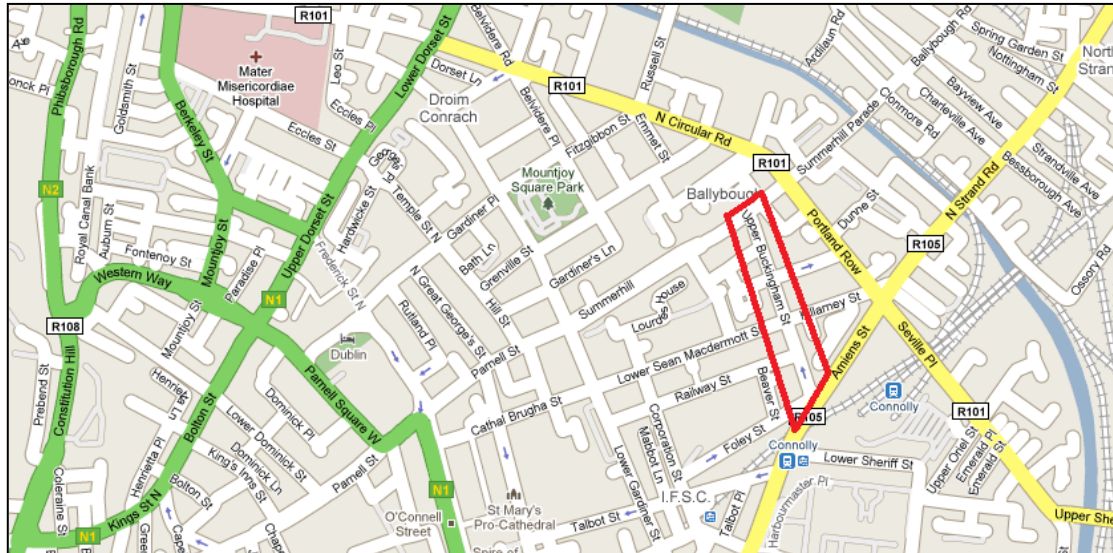 R101
Phibsborough Rd
Goldsmith St
Mater
Misericordiae
Hospital
Leo St
Eccles St
Eccles Pl
Berkeley St
Lower Dorset St
Belvidere Rd
Dorset Ln
R101
Belvidere Pl
Russell St
Ardilaun Rd
Ballybough Rd
Spring Garden St
Nottingham St
North
Stran
Droim
Conrach
Fitzgibbon St
Emmet St
N Circular Rd
R101
Summerhill Parade
Clonmore Rd
Bayview Ave
Charleville Ave
Strandville Ave
Bessborough Ave
Mountjoy
Square Park
Ballybough
Dunne St
N Strand Rd
N2
Royal Canal Bank
Auburn St
Fontenoy St
Mountjoy St
Paradise Pl
Upper Dorset St
Hardwicke St
Temple St N
Gardiner Pl
Bath Ln
Grenville St
Gardiner's Ln
Hill St
Summerhill
Upper Buckingham St
Portland Row
R105
Ossory Rd
Western Way
N1
Frederick St N
N Great George's St
Rutland Pl
Parnell St
Lourdes House
Killarney St
Amiens St
Seville Pl
R108
Constitution Hill
Prebend St
Mountjoy St
Henrietta Ln
Bolton St
Dublin
Parnell Square W
Lower Sean Macdermott St
Railway St
Beaver St
Connolly
R101
Cathal Brugha St
R105
Foley St
Connolly
Lower Sheriff St
Dominick Pl
Lower Dominick St
King's Inns St
Dominick Ln
Parnell St
Henrietta Pl
Bolton St
Coleraine St
Kings St N
N1
N1
O'Connell
Street
St Mary's
Pro-Cathedral
Lower Gardiner St
Mabbot Ln
Corporation St
I.F.S.C.
Talbot St
Talbot Pl
Harbourmaster Pl
Upper Oriel St
Emerald Pl
Emerald St
Upper She
Spire of